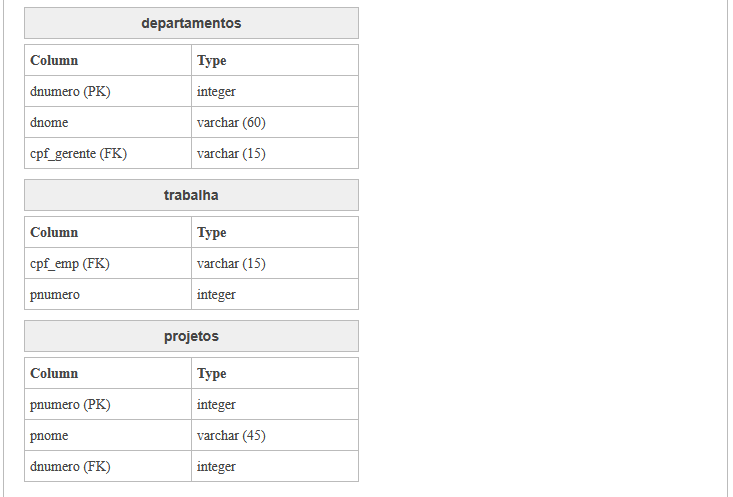 departamentos
Column Type
dnumero (PK) integer
dnome varchar (60)
cpf_gerente (FK) varchar (15)
trabalha
Column Type
cpf_emp (FK) varchar (15)
pnumero integer
projetos
Column Type
pnumero (PK) integer
pnome varchar (45)
dnumero (FK) integer